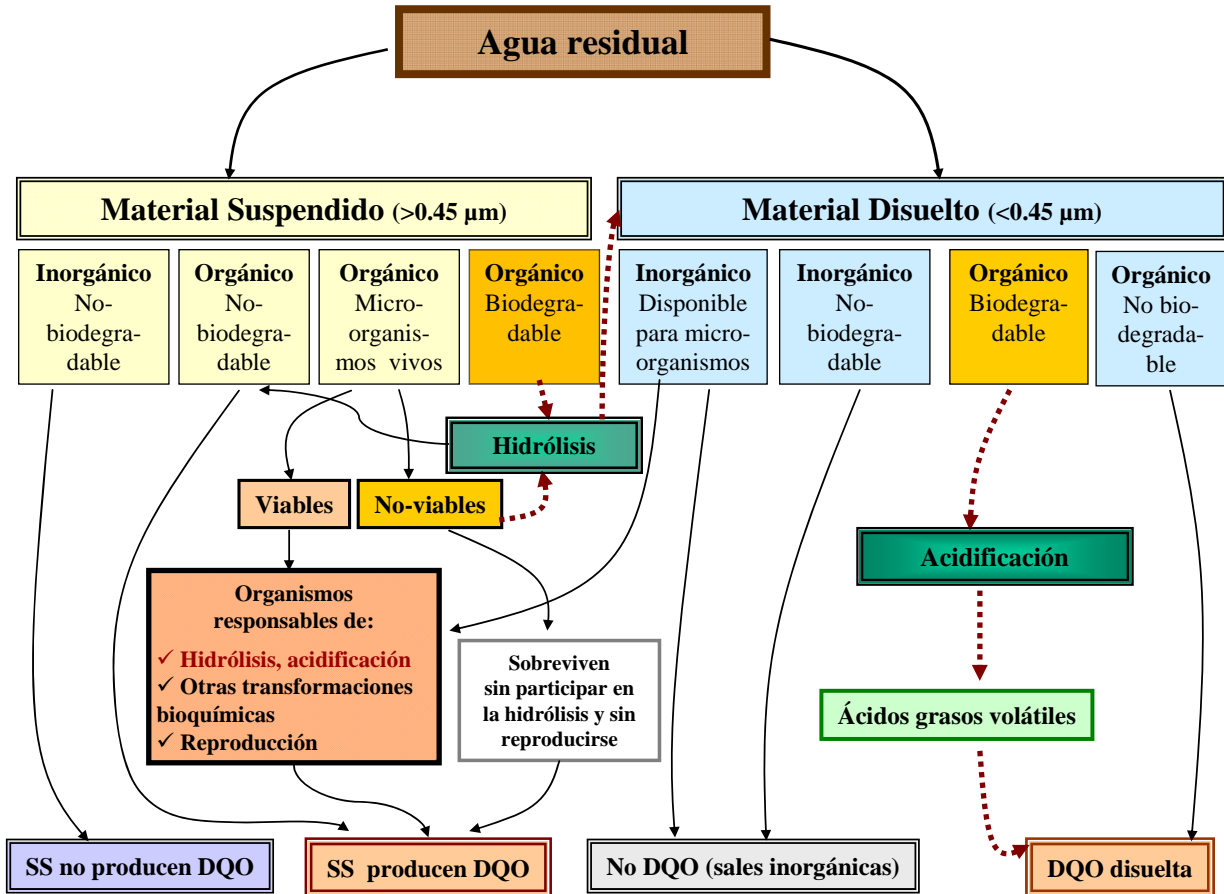 Agua residual
Material Suspendido (>0.45 µm)
Material Disuelto (<0.45 µm)
Inorgánico
No-
biodegra-
dable
Orgánico
No-
biodegra-
dable
Orgánico
Micro-
organis-
mos vivos
Orgánico
Biodegra-
dable
Inorgánico
Disponible
para micro-
organismos
Inorgánico
No-
biodegra-
dable
Orgánico
Biodegra-
dable
Orgánico
No bio-
degrada-
ble
Hidrólisis
Viables
No-viables
Acidificación
Organismos
responsables de:
✓ Hidrólisis, acidificación
✓ Otras transformaciones
bioquímicas
✓ Reproducción
Sobreviven
sin participar en
la hidrólisis y sin
reproducirse
Ácidos grasos volátiles
SS no producen DQO
SS producen DQO
No DQO (sales inorgánicas)
DQO disuelta